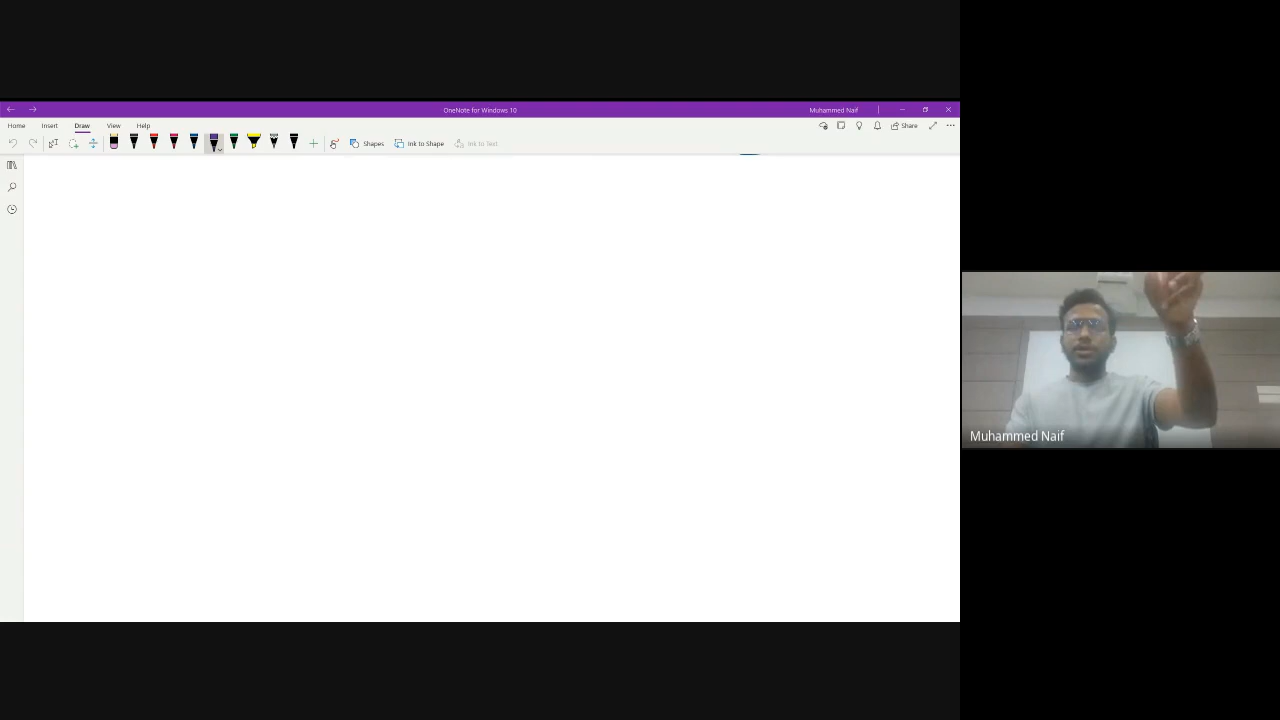 OneNote for Windows 10
Muhammed Naif
Home Insert Draw View Help
Share
Shapes Ink to Shape Ink to Text
Muhammed Naif